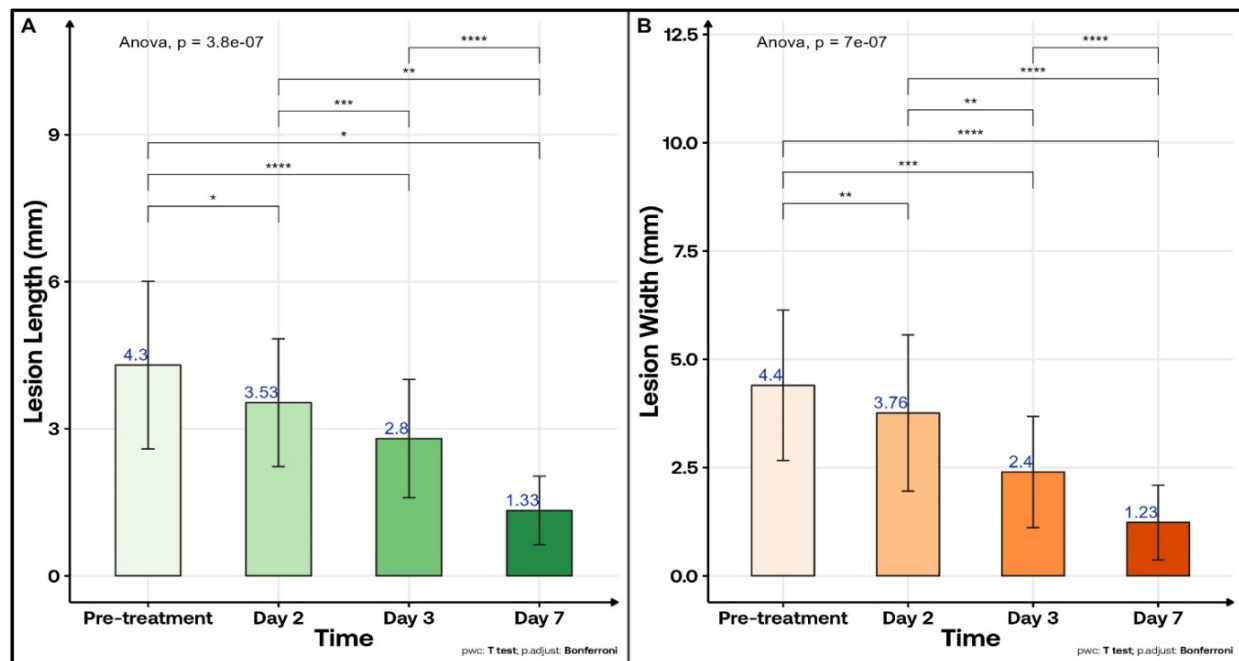 A
Anova, p = 3.8e-07
****
**
***
*
****
*
Lesion Length (mm)
9
6
3
0
4.3
3.53
2.8
1.33
Pre-treatment Day 2 Day 3 Day 7
Time
pwc: T test; p.adjust: Bonferroni
B
Anova, p = 7e-07
****
****
**
****
***
**
Lesion Width (mm)
12.5
10.0
7.5
5.0
2.5
0.0
4.4
3.76
2.4
1.23
Pre-treatment Day 2 Day 3 Day 7
Time
pwc: T test; p.adjust: Bonferroni